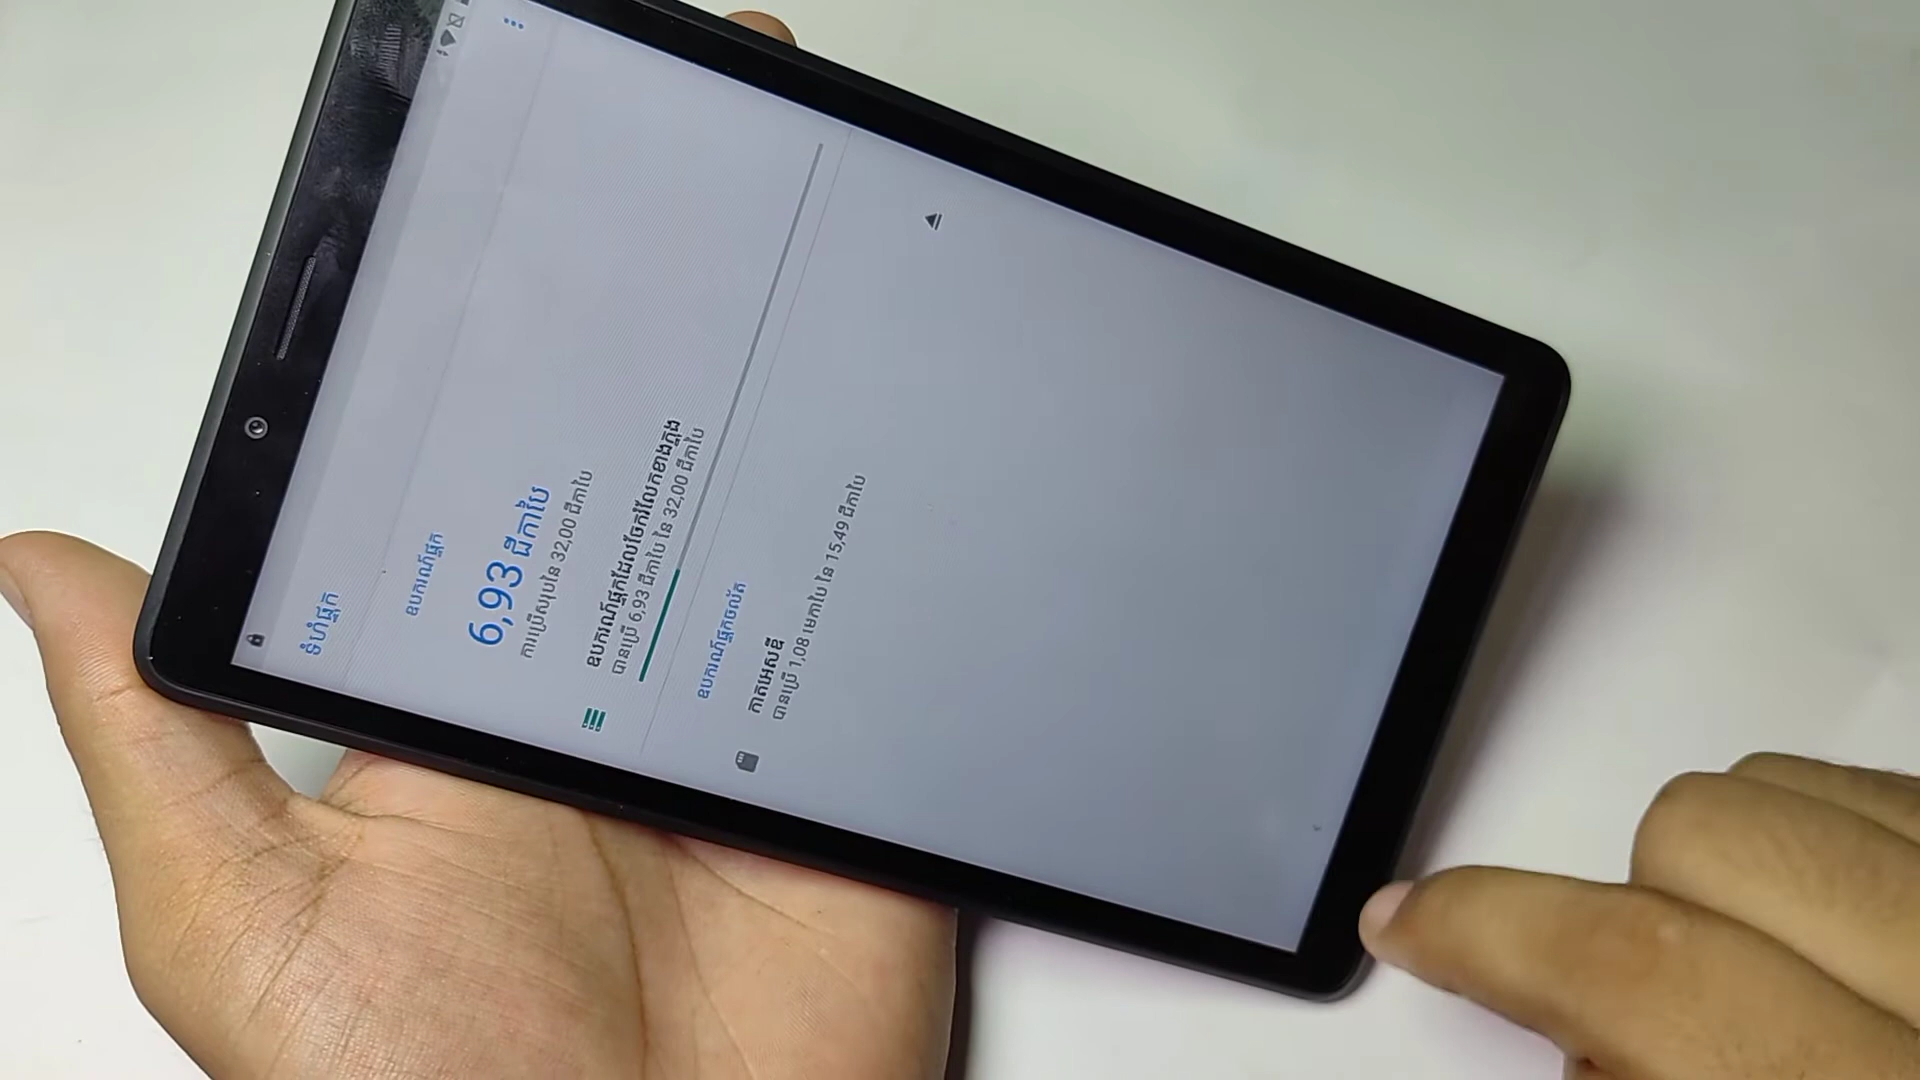 ទំហំផ្ទុក
ឧបករណ៍ផ្ទុក
6,93 ជីកាបៃ
ការប្រើសរុបនៃ 32,00 ជីកាបៃ
ឧបករណ៍ផ្ទុកដែលចែករំលែកខាងក្នុង
បានប្រើ 6,93 ជីកាបៃ នៃ 32,00 ជីកាបៃ
ឧបករណ៍ផ្ទុកចល័ត
កាតអេសឌី
បានប្រើ 1,08 មេកាបៃ នៃ 15,49 ជីកាបៃ